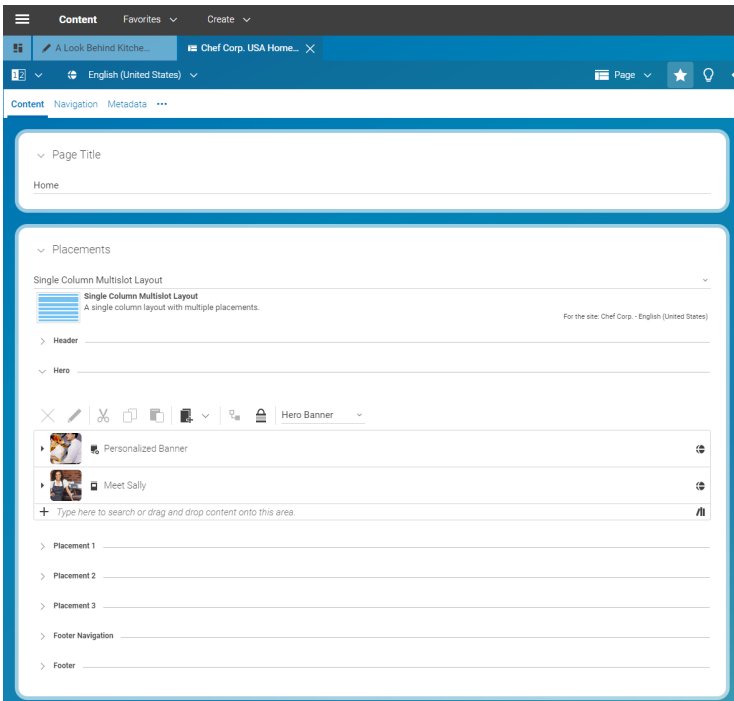 Content Favorites Create
A Look Behind Kitche... Chef Corp. USA Home...
12 English (United States) Page
Content Navigation Metadata ...
Page Title
Home
Placements
Single Column Multislot Layout
Single Column Multislot Layout
A single column layout with multiple placements.
For the site: Chef Corp. - English (United States)
Header
Hero
Hero Banner
Personalized Banner
Meet Sally
Type here to search or drag and drop content onto this area.
Placement 1
Placement 2
Placement 3
Footer Navigation
Footer